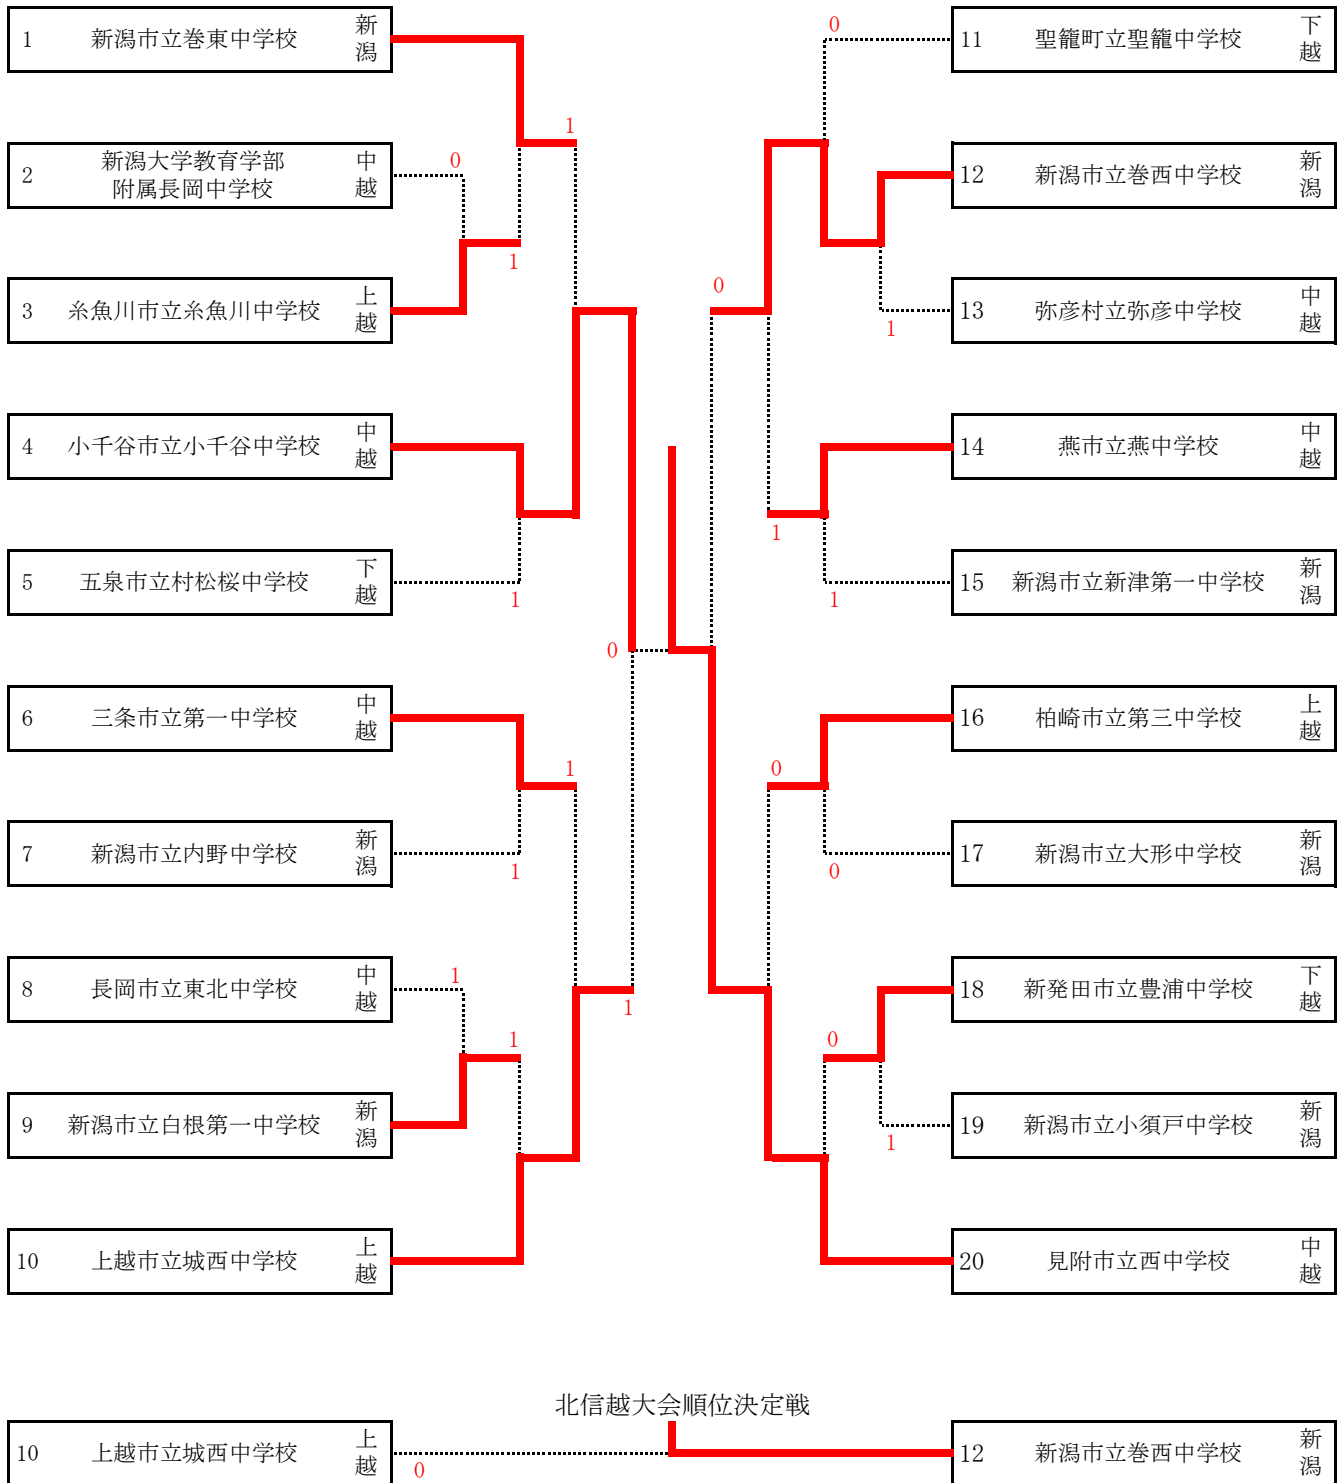 1 新潟市立巻東中学校 新潟
1
2 新潟大学教育学部
附属長岡中学校 中越
0
1
3 糸魚川市立糸魚川中学校 上越
4 小千谷市立小千谷中学校 中越
5 五泉市立村松桜中学校 下越
1
0
6 三条市立第一中学校 中越
1
7 新潟市立内野中学校 新潟
1
8 長岡市立東北中学校 中越
1
1
1
9 新潟市立白根第一中学校 新潟
10 上越市立城西中学校 上越
0
11 聖籠町立聖籠中学校 下越
12 新潟市立巻西中学校 新潟
0
13 弥彦村立弥彦中学校 中越
1
14 燕市立燕中学校 中越
1
15 新潟市立新津第一中学校 新潟
1
16 柏崎市立第三中学校 上越
0
17 新潟市立大形中学校 新潟
0
18 新発田市立豊浦中学校 下越
0
19 新潟市立小須戸中学校 新潟
1
20 見附市立西中学校 中越
北信越大会順位決定戦
10 上越市立城西中学校 上越
0
12 新潟市立巻西中学校 新潟